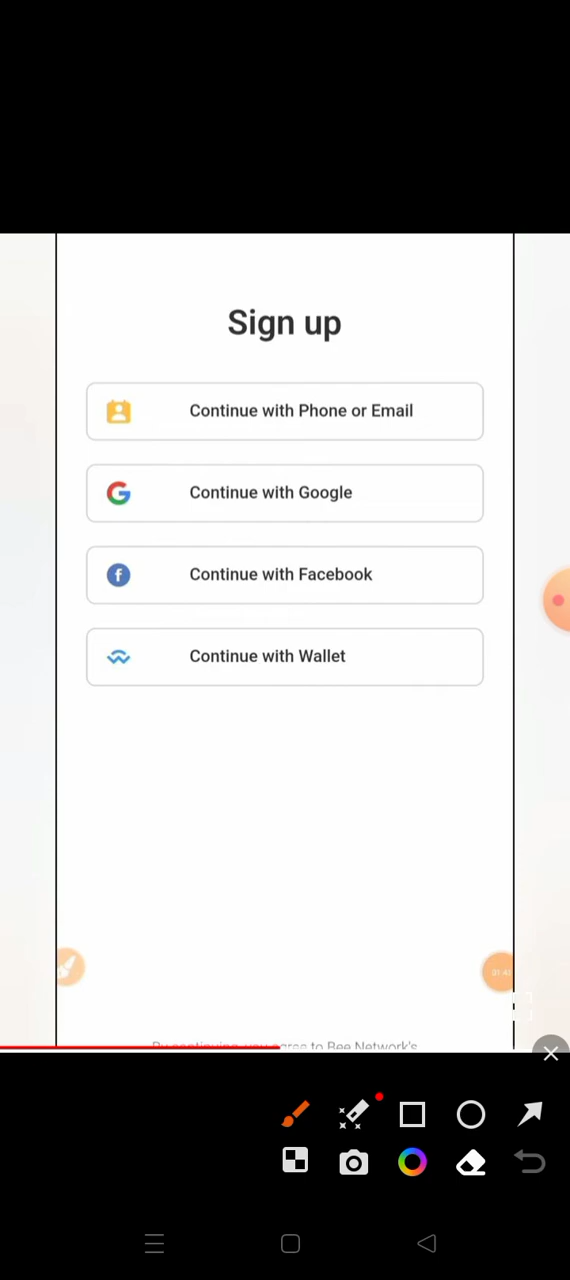 Sign up
Continue with Phone or Email
Continue with Google
Continue with Facebook
Continue with Wallet
By continuing, you agree to Bee Network's